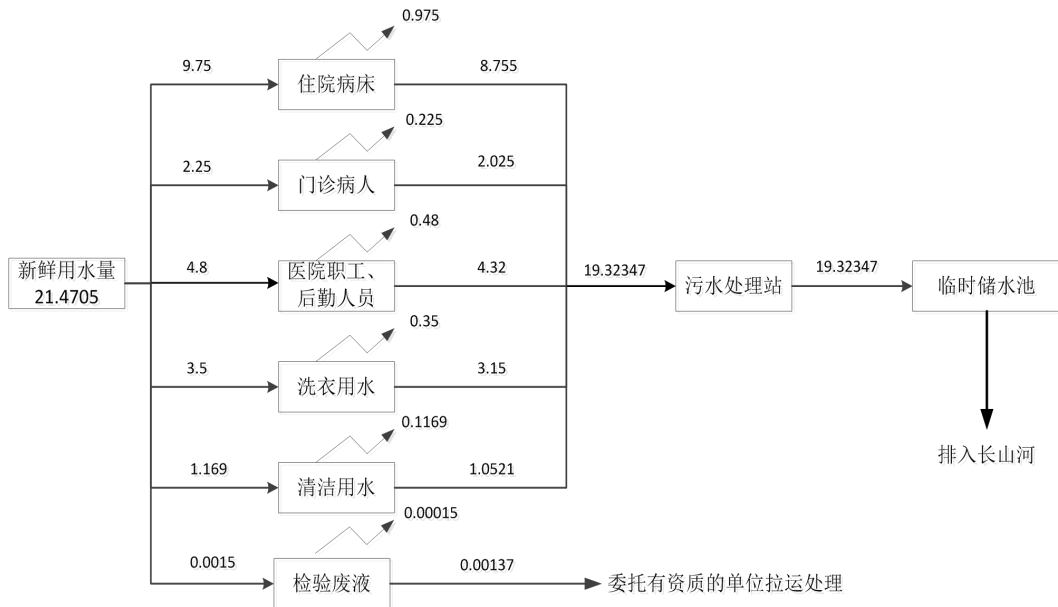 0.975
9.75
住院病床
8.755
0.225
2.25
门诊病人
2.025
0.48
新鲜用水量
21.4705
4.8
医院职工、
后勤人员
4.32
19.32347
污水处理站
19.32347
临时储水池
0.35
3.5
洗衣用水
3.15
0.1169
1.169
清洁用水
1.0521
排入长山河
0.00015
0.0015
检验废液
0.00137
委托有资质的单位拉运处理